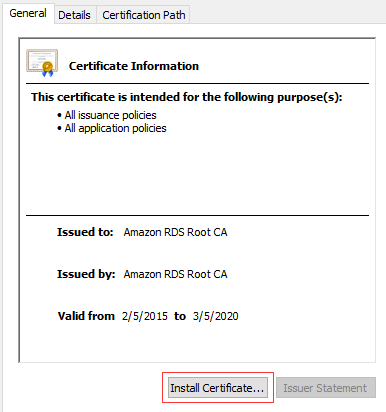 General Details Certification Path
Certificate Information
This certificate is intended for the following purpose(s):
• All issuance policies
• All application policies
Issued to: Amazon RDS Root CA
Issued by: Amazon RDS Root CA
Valid from 2/5/2015 to 3/5/2020
Install Certificate... Issuer Statement